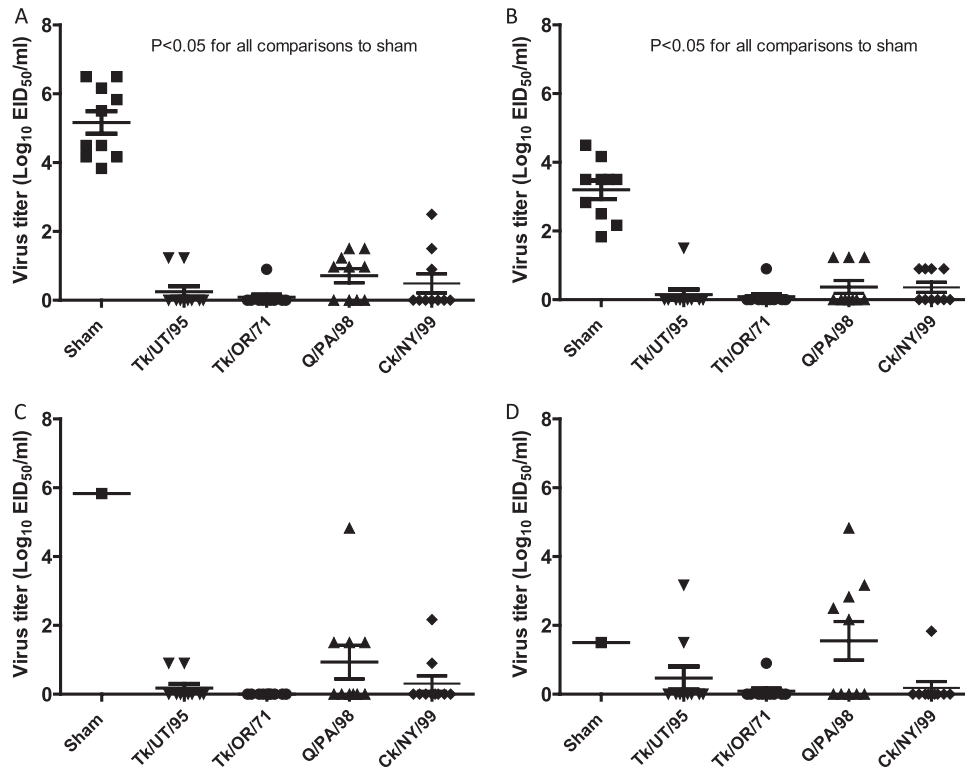 A
P<0.05 for all comparisons to sham
Virus titer (Log10 EID50/ml)
8
6
4
2
0
Sham
Tk/UT/95
Tk/OR/71
Q/PA/98
Ck/NY/99
B
P<0.05 for all comparisons to sham
Virus titer (Log10 EID50/ml)
8
6
4
2
0
Sham
Tk/UT/95
Th/OR/71
Q/PA/98
Ck/NY/99
C
Virus titer (Log10 EID50/ml)
8
6
4
2
0
Sham
Tk/UT/95
Tk/OR/71
Q/PA/98
Ck/NY/99
D
Virus titer (Log10 EID50/ml)
8
6
4
2
0
Sham
Tk/UT/95
Tk/OR/71
Q/PA/98
Ck/NY/99